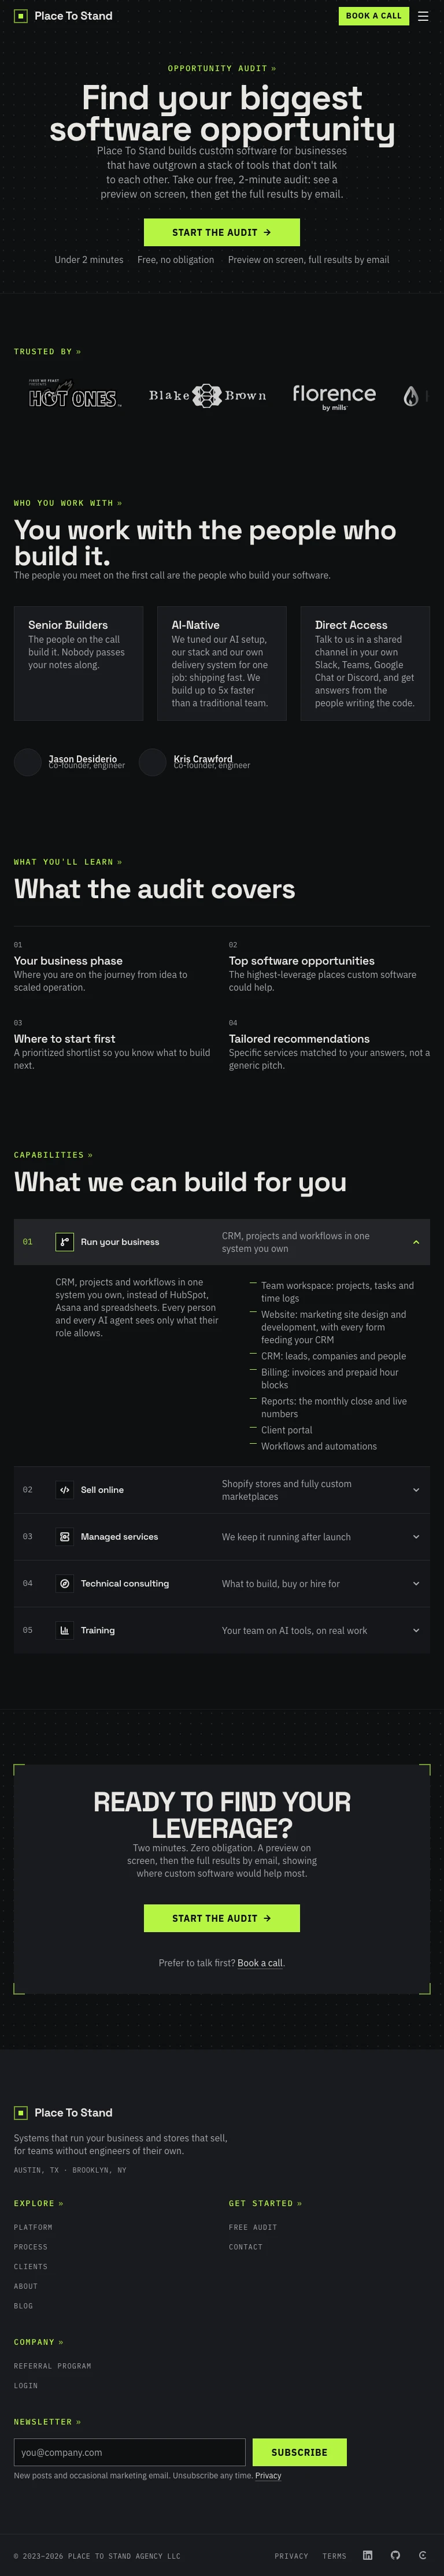 Place To Stand
BOOK A CALL
OPPORTUNITY AUDIT »
Find your biggest
software opportunity
Place To Stand builds custom software for businesses
that have outgrown a stack of tools that don't talk
to each other. Take our free, 2-minute audit: see a
preview on screen, then get the full results by email.
START THE AUDIT →
Under 2 minutes Free, no obligation Preview on screen, full results by email
TRUSTED BY »
FIRST WE FEAST
PRESENTS
HOT ONES ™
Blake Brown
florence
by mills
WHO YOU WORK WITH »
You work with the people who
build it.
The people you meet on the first call are the people who build your software.
Senior Builders
The people on the call
build it. Nobody passes
your notes along.
AI-Native
We tuned our AI setup,
our stack and our own
delivery system for one
job: shipping fast. We
build up to 5x faster
than a traditional team.
Direct Access
Talk to us in a shared
channel in your own
Slack, Teams, Google
Chat or Discord, and get
answers from the
people writing the code.
Jason Desiderio
Co-founder, engineer
Kris Crawford
Co-founder, engineer
WHAT YOU'LL LEARN »
What the audit covers
01
Your business phase
Where you are on the journey from idea to
scaled operation.
02
Top software opportunities
The highest-leverage places custom software
could help.
03
Where to start first
A prioritized shortlist so you know what to build
next.
04
Tailored recommendations
Specific services matched to your answers, not a
generic pitch.
CAPABILITIES »
What we can build for you
01 Run your business
CRM, projects and workflows in one
system you own
CRM, projects and workflows in one
system you own, instead of HubSpot,
Asana and spreadsheets. Every person
and every AI agent sees only what their
role allows.
— Team workspace: projects, tasks and
time logs
— Website: marketing site design and
development, with every form
feeding your CRM
— CRM: leads, companies and people
— Billing: invoices and prepaid hour
blocks
— Reports: the monthly close and live
numbers
— Client portal
— Workflows and automations
02 Sell online
Shopify stores and fully custom
marketplaces
03 Managed services We keep it running after launch
04 Technical consulting What to build, buy or hire for
05 Training Your team on AI tools, on real work
READY TO FIND YOUR
LEVERAGE?
Two minutes. Zero obligation. A preview on
screen, then the full results by email, showing
where custom software would help most.
START THE AUDIT →
Prefer to talk first? Book a call.
Place To Stand
Systems that run your business and stores that sell,
for teams without engineers of their own.
AUSTIN, TX · BROOKLYN, NY
EXPLORE »
PLATFORM
PROCESS
CLIENTS
ABOUT
BLOG
GET STARTED »
FREE AUDIT
CONTACT
COMPANY »
REFERRAL PROGRAM
LOGIN
NEWSLETTER »
you@company.com
SUBSCRIBE
New posts and occasional marketing email. Unsubscribe any time. Privacy
© 2023–2026 PLACE TO STAND AGENCY LLC
PRIVACY TERMS